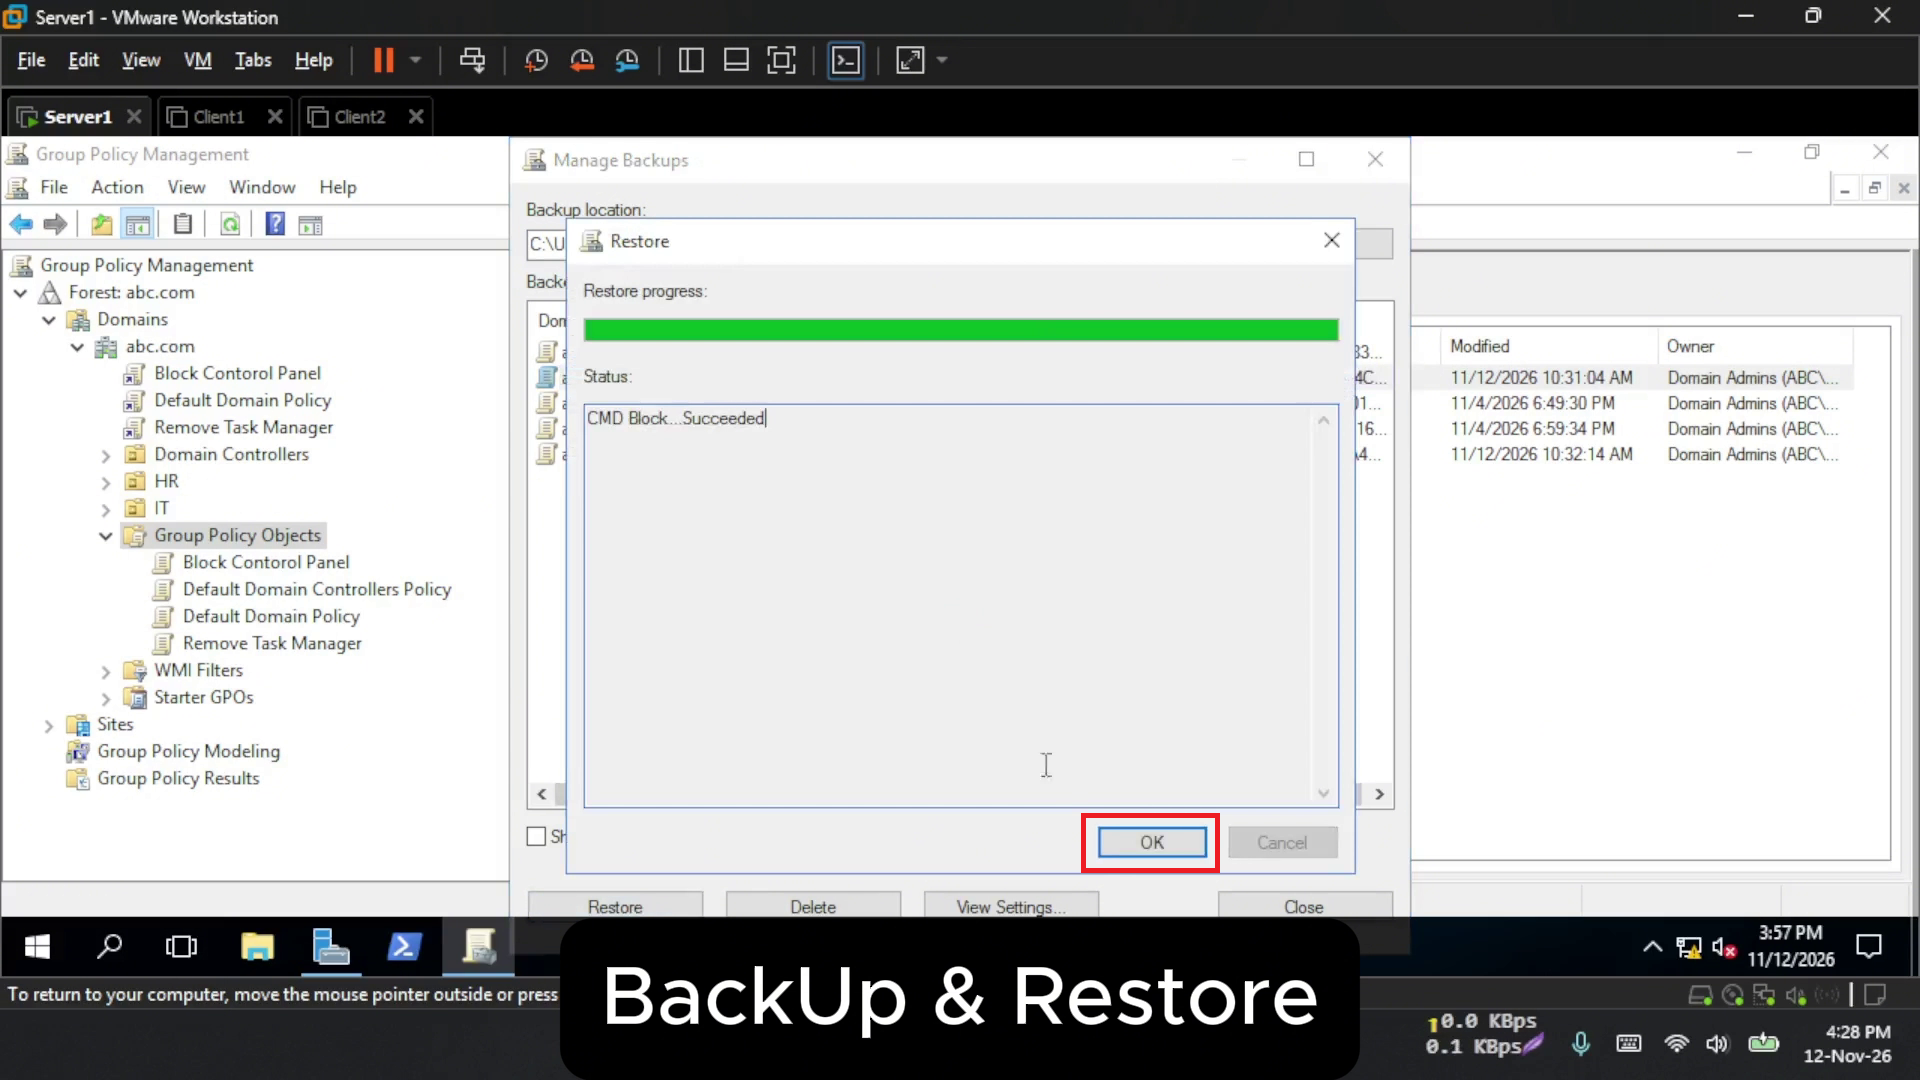 Server1 - VMware Workstation
File Edit View VM Tabs Help
Server1 Client1 Client2
Group Policy Management
File Action View Window Help
Group Policy Management
Forest: abc.com
Domains
abc.com
Block Contorol Panel
Default Domain Policy
Remove Task Manager
Domain Controllers
HR
IT
Group Policy Objects
Block Contorol Panel
Default Domain Controllers Policy
Default Domain Policy
Remove Task Manager
WMI Filters
Starter GPOs
Sites
Group Policy Modeling
Group Policy Results
Manage Backups
Backup location:
C:\U
Restore
Restore progress:
Status:
CMD Block...Succeeded
OK Cancel
Restore Delete View Settings... Close
Modified Owner
11/12/2026 10:31:04 AM Domain Admins (ABC\...
11/4/2026 6:49:30 PM Domain Admins (ABC\...
11/4/2026 6:59:34 PM Domain Admins (ABC\...
11/12/2026 10:32:14 AM Domain Admins (ABC\...
3:57 PM
11/12/2026
To return to your computer, move the mouse pointer outside or press
BackUp & Restore
0.0 KBps
0.1 KBps
4:28 PM
12-Nov-26